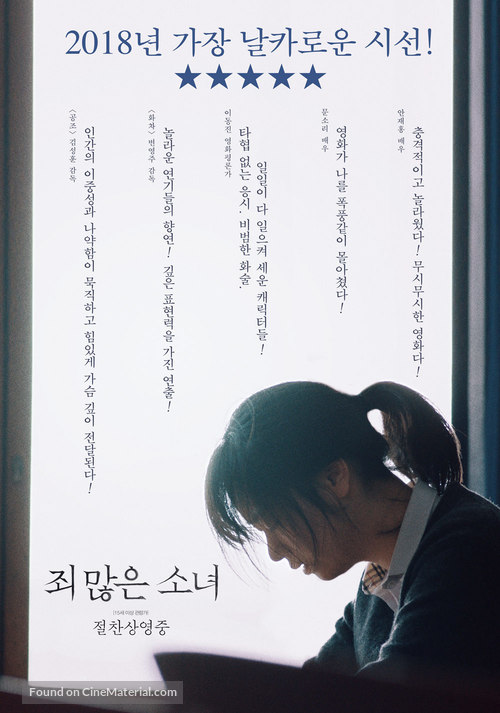 2018년 가장 날카로운 시선!
★★★★★
충격적이고 놀라웠다! 무시무시한 영화다!
안재홍 배우
영화가 나를 폭풍같이 몰아쳤다!
문소리 배우
일일이 다 일으켜 세운 캐릭터들!
타협 없는 응시, 비범한 화술.
이동진 영화평론가
놀라운 연기들의 향연! 깊은 표현력을 가진 연출!
<화차> 변영주 감독
인간의 이중성과 나약함이 묵직하고 힘있게 가슴 깊이 전달된다!
<공조> 김성훈 감독
죄 많은 소녀
[15세 이상 관람가]
절찬상영중
Found on CineMaterial.com